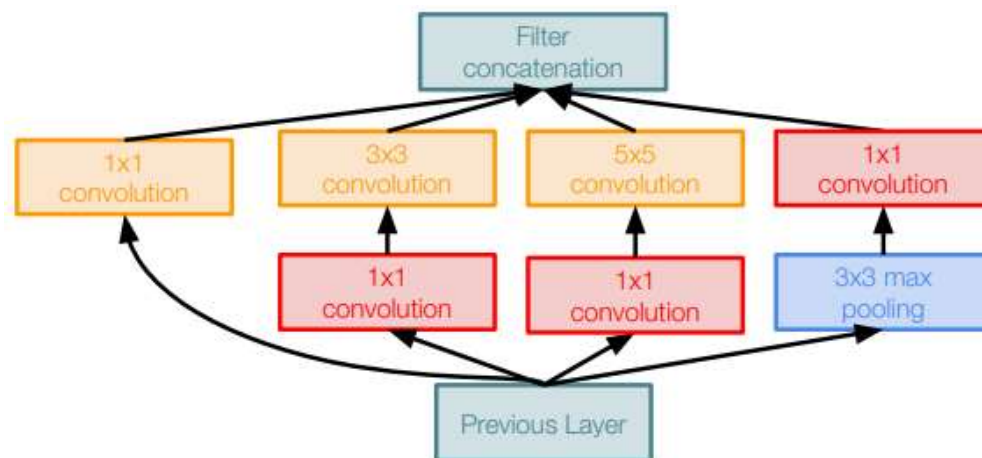 Filter
concatenation
1x1
convolution
3x3
convolution
5x5
convolution
1x1
convolution
1x1
convolution
1x1
convolution
3x3 max
pooling
Previous Layer